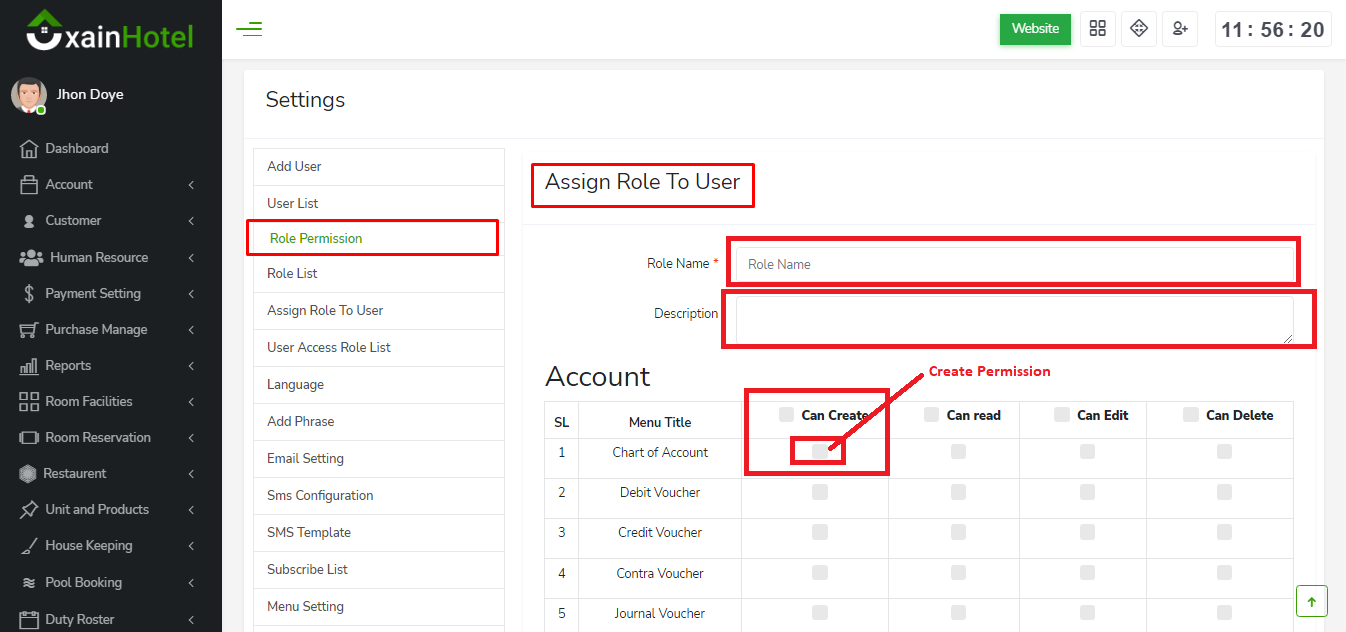 xainHotel
Website
11 : 56 : 20
Jhon Doye
Dashboard
Account
Customer
Human Resource
Payment Setting
Purchase Manage
Reports
Room Facilities
Room Reservation
Restaurent
Unit and Products
House Keeping
Pool Booking
Duty Roster
Settings
Add User
User List
Role Permission
Role List
Assign Role To User
User Access Role List
Language
Add Phrase
Email Setting
Sms Configuration
SMS Template
Subscribe List
Menu Setting
Assign Role To User
Role Name * Role Name
Description
Create Permission
Account
SL Menu Title Can Create Can read Can Edit Can Delete
1 Chart of Account
2 Debit Voucher
3 Credit Voucher
4 Contra Voucher
5 Journal Voucher